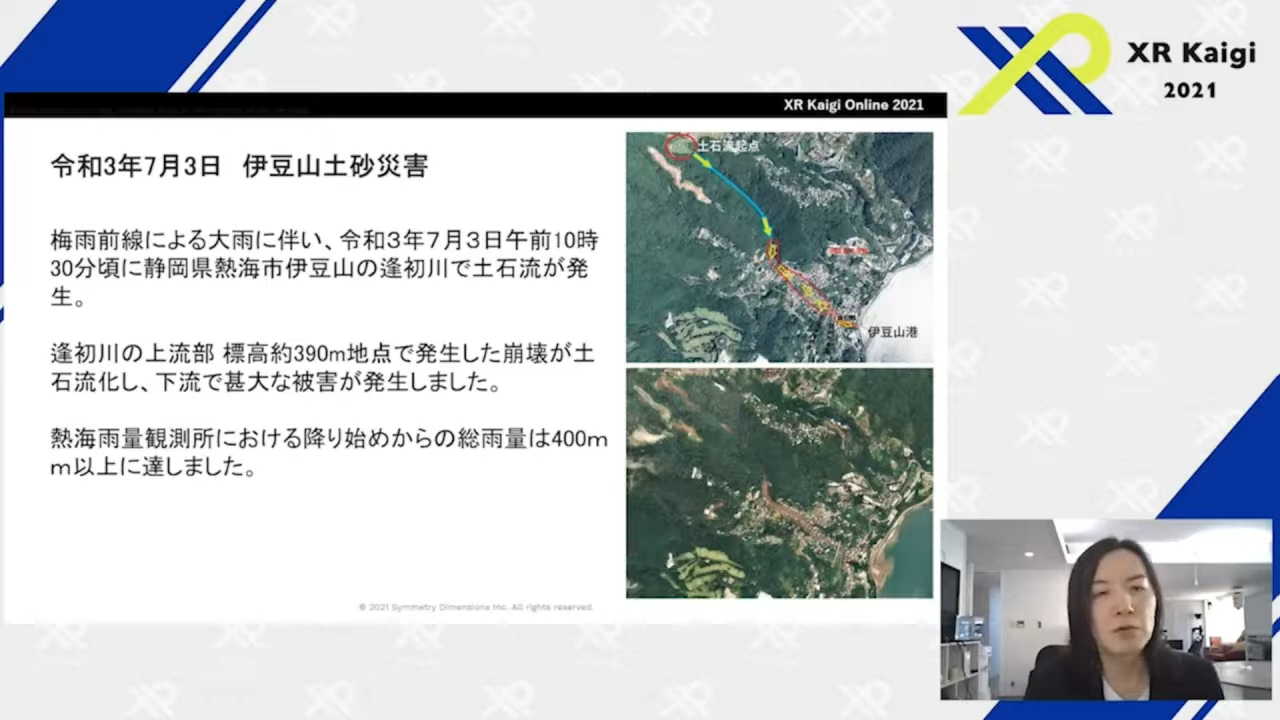 XR Kaigi
2021
XR Kaigi Online 2021
令和3年7月3日 伊豆山土砂災害
梅雨前線による大雨に伴い、令和３年７月３日午前10時
30分頃に静岡県熱海市伊豆山の逢初川で土石流が発
生。
逢初川の上流部 標高約390m地点で発生した崩壊が土
石流化し、下流で甚大な被害が発生しました。
熱海雨量観測所における降り始めからの総雨量は400ｍ
ｍ以上に達しました。
土石流起点
伊豆山港
© 2021 Symmetry Dimensions Inc. All rights reserved.